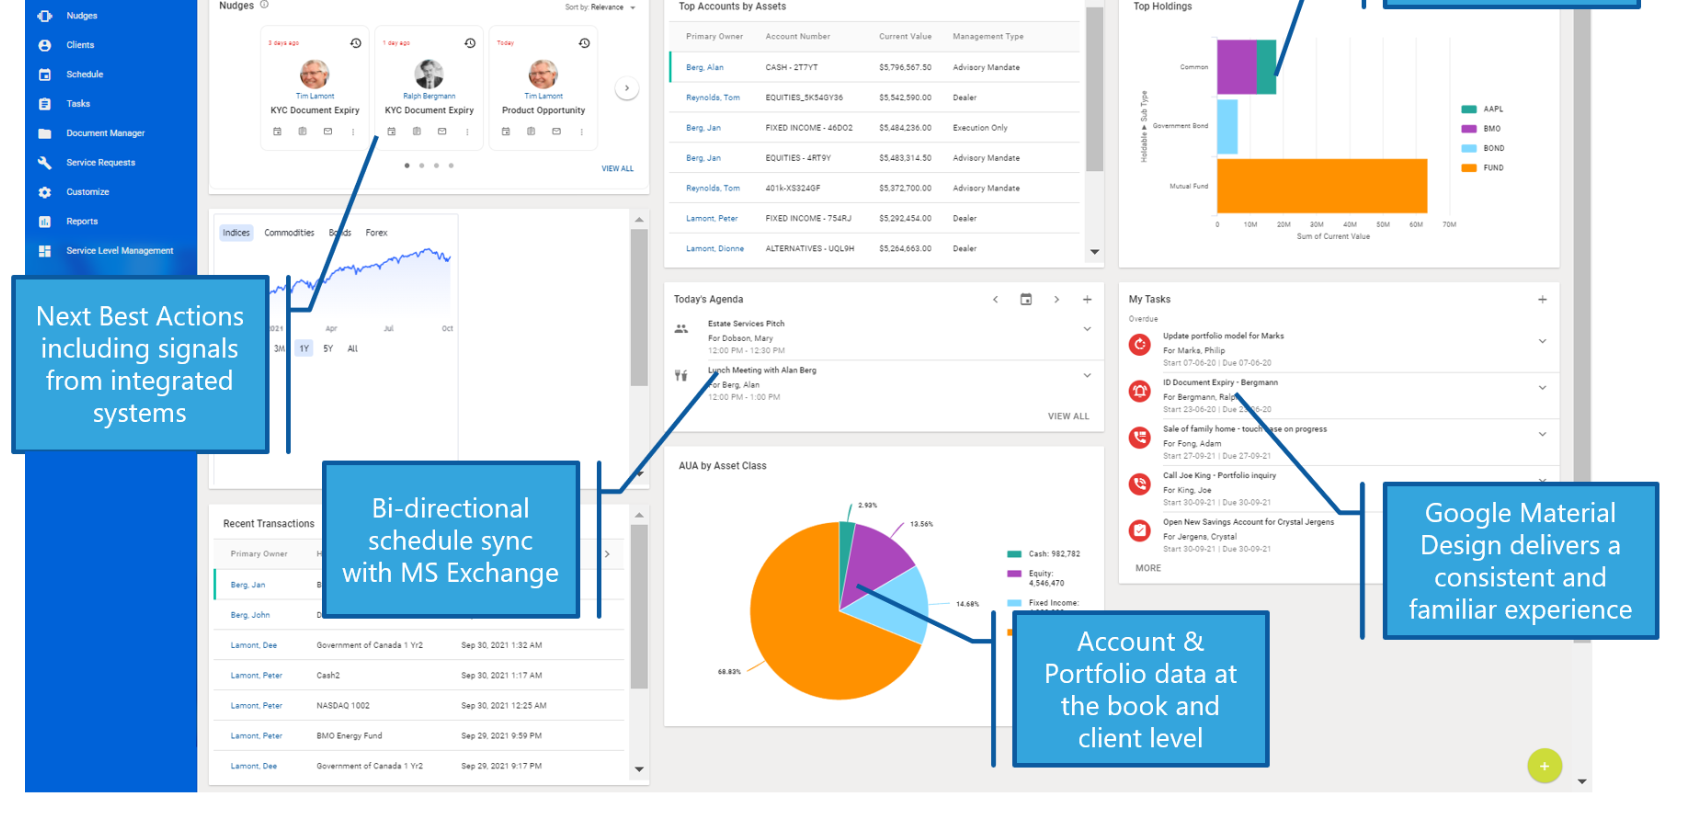 Nudges
Clients
Schedule
Tasks
Document Manager
Service Requests
Customize
Reports
Service Level Management
Nudges
Sort by: Relevance
3 days ago
Tim Lamont
KYC Document Expiry
1 day ago
Ralph Bergmann
KYC Document Expiry
Today
Tim Lamont
Product Opportunity
VIEW ALL
Indices Commodities Bonds Forex
2021 Apr Jul Oct
3M 1Y 5Y All
Next Best Actions
including signals
from integrated
systems
Recent Transactions
Primary Owner
Berg, Jan
Berg, John
Lamont, Dee Government of Canada 1 Yr2 Sep 30, 2021 1:32 AM
Lamont, Peter Cash2 Sep 30, 2021 1:17 AM
Lamont, Peter NASDAQ 1002 Sep 30, 2021 12:25 AM
Lamont, Peter BMO Energy Fund Sep 29, 2021 9:59 PM
Lamont, Dee Government of Canada 1 Yr2 Sep 29, 2021 9:17 PM
Bi-directional
schedule sync
with MS Exchange
Top Accounts by Assets
Primary Owner Account Number Current Value Management Type
Berg, Alan CASH - 2T7YT $5,796,567.50 Advisory Mandate
Reynolds, Tom EQUITIES_5K54GY36 $5,542,590.00 Dealer
Berg, Jan FIXED INCOME - 46DO2 $5,484,236.00 Execution Only
Berg, Jan EQUITIES - 4RT9Y $5,483,314.50 Advisory Mandate
Reynolds, Tom 401k-XS324GF $5,372,700.00 Advisory Mandate
Lamont, Peter FIXED INCOME - 754RJ $5,292,454.00 Dealer
Lamont, Dionne ALTERNATIVES - UQL9H $5,264,663.00 Dealer
Today's Agenda
Estate Services Pitch
For Dobson, Mary
12:00 PM - 12:30 PM
Lunch Meeting with Alan Berg
For Berg, Alan
12:00 PM - 1:00 PM
VIEW ALL
AUA by Asset Class
2.93%
13.56%
14.68%
68.83%
Cash: 982,782
Equity:
4,546,470
Fixed Income:
Account &
Portfolio data at
the book and
client level
Top Holdings
Holdable ▶ Sub Type
Common
Government Bond
Mutual Fund
0 10M 20M 30M 40M 50M 60M 70M
Sum of Current Value
AAPL
BMO
BOND
FUND
My Tasks
Overdue
Update portfolio model for Marks
For Marks, Philip
Start 07-06-20 | Due 07-06-20
ID Document Expiry - Bergmann
For Bergmann, Ralph
Start 23-06-20 | Due 23-06-20
Sale of family home - touch base on progress
For Fong, Adam
Start 27-09-21 | Due 27-09-21
Call Joe King - Portfolio inquiry
For King, Joe
Start 30-09-21 | Due 30-09-21
Open New Savings Account for Crystal Jergens
For Jergens, Crystal
Start 30-09-21 | Due 30-09-21
MORE
Google Material
Design delivers a
consistent and
familiar experience